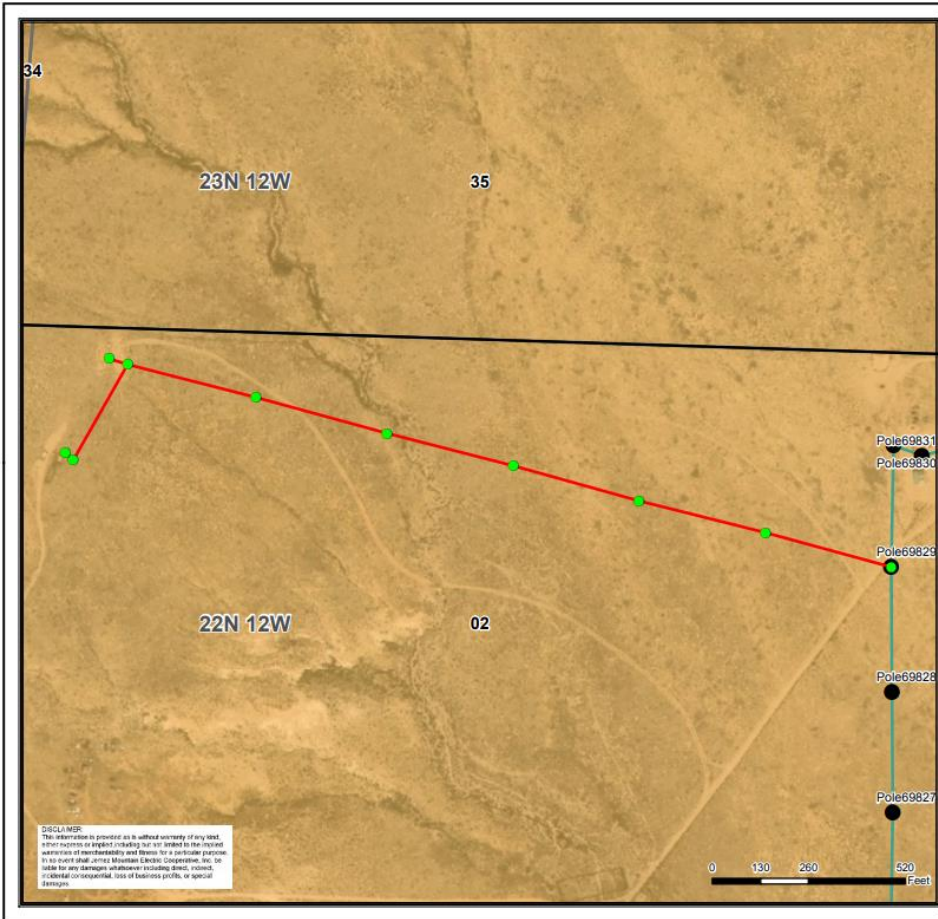 34
23N 12W
35
Pole69831
Pole69830
Pole69829
22N 12W
02
Pole69828
Pole69827
DISCLAIMER:
This information is provided as is without warranty of any kind,
either express or implied,including but not limited to the implied
warranties of merchantability and fitness for a particular purpose.
In no event shall Jemez Mountain Electric Cooperative, Inc. be
liable for any damages whatsoever including direct, indirect,
incidental consequential, loss of business profits, or special
damages.
0 130 260 520
Feet